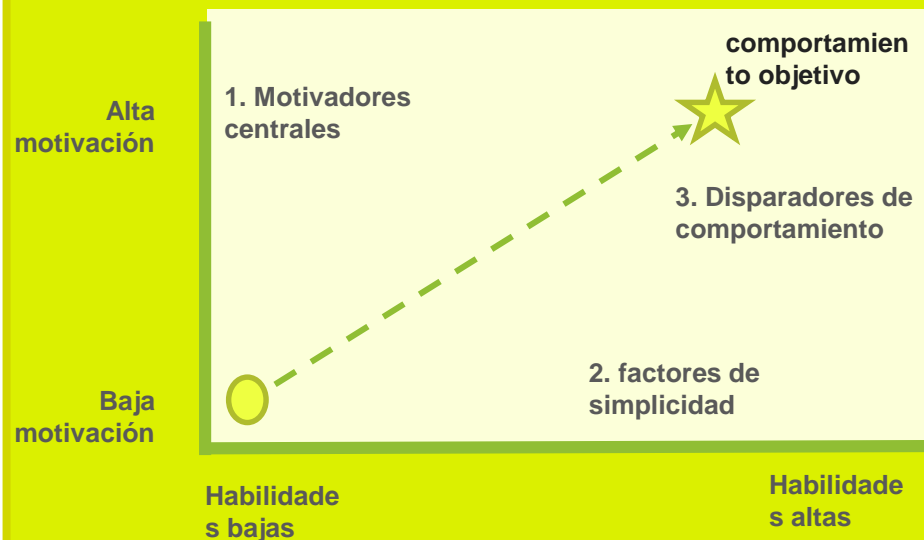 comportamien
to objetivo
1. Motivadores
centrales
Alta
motivación
3. Disparadores de
comportamiento
2. factores de
simplicidad
Baja
motivación
Habilidade
s bajas
Habilidade
s altas